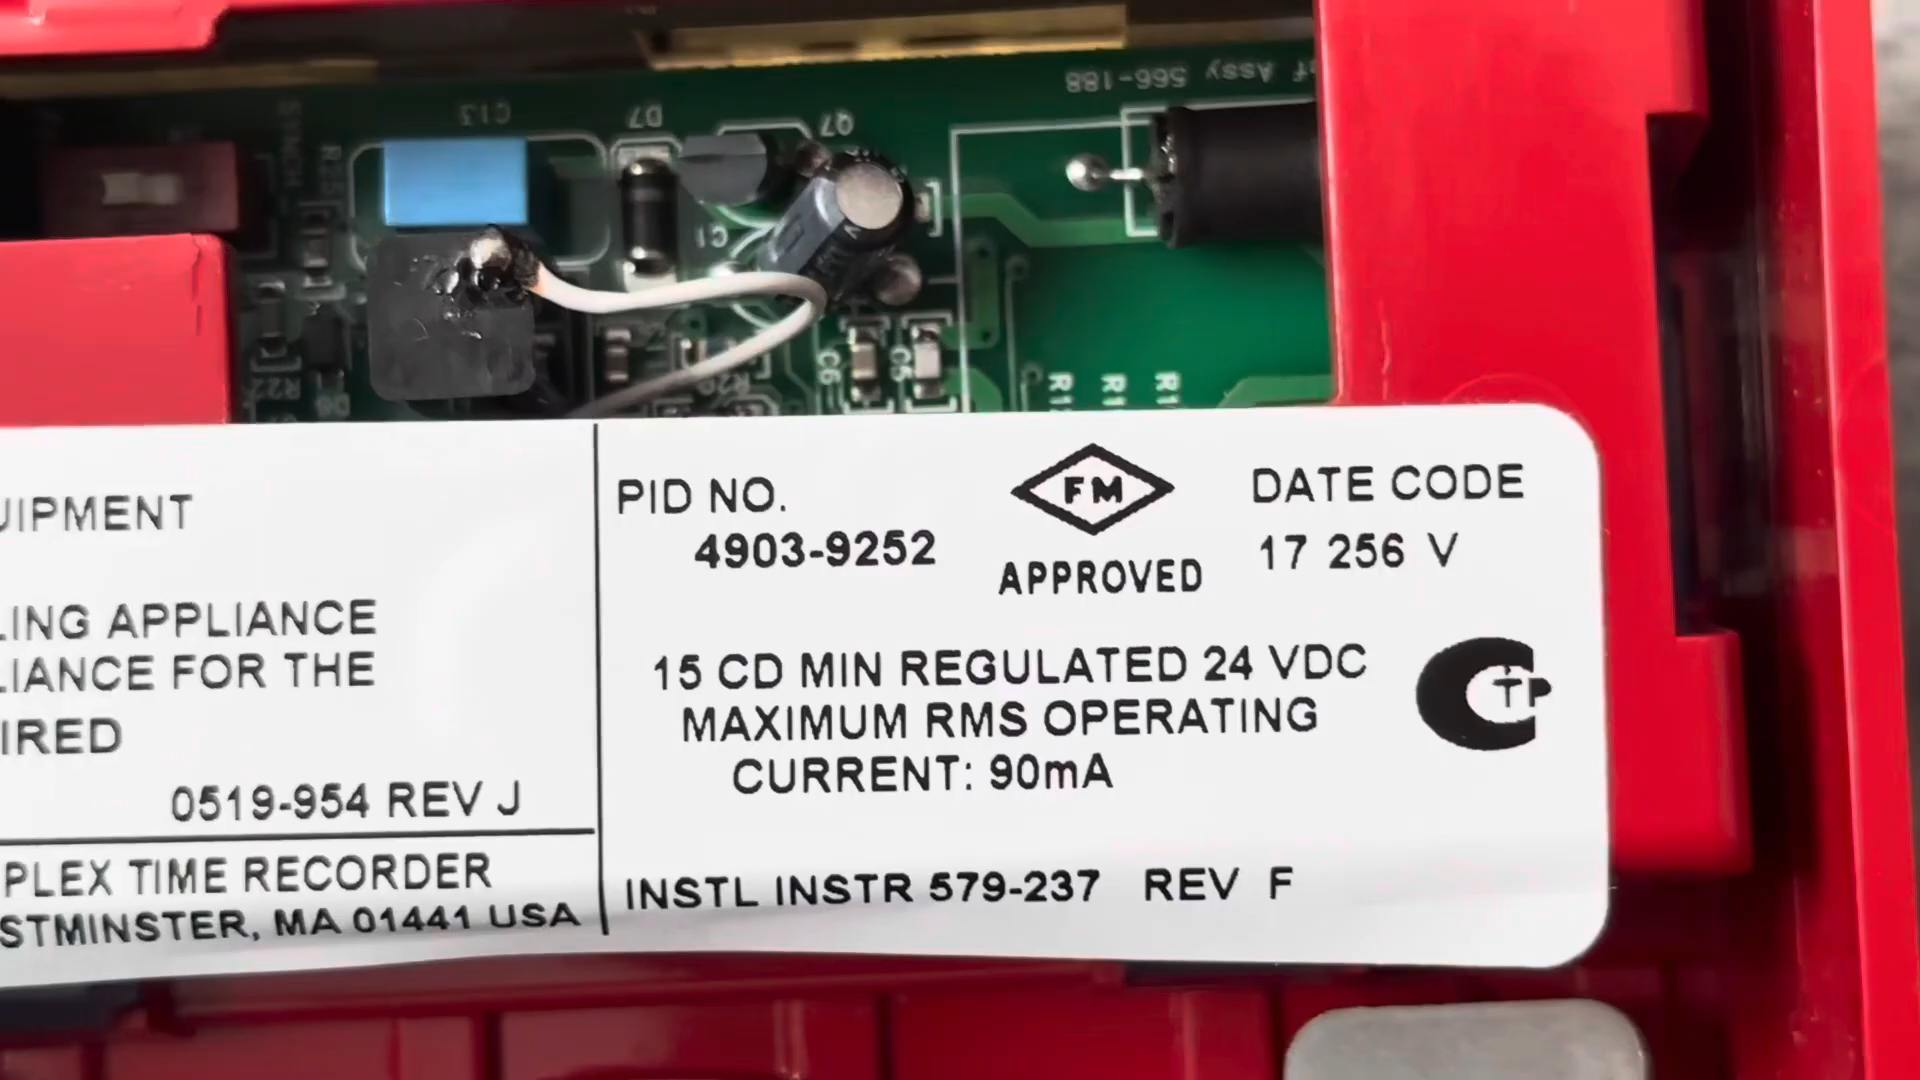 f Assy 566-188
C13
D7
Q7
C1
C6
C5
R22
R29
UIPMENT
LING APPLIANCE
LIANCE FOR THE
IRED
0519-954 REV J
PLEX TIME RECORDER
STMINSTER, MA 01441 USA
PID NO.
4903-9252
FM
APPROVED
DATE CODE
17 256 V
15 CD MIN REGULATED 24 VDC
MAXIMUM RMS OPERATING
CURRENT: 90mA
INSTL INSTR 579-237 REV F